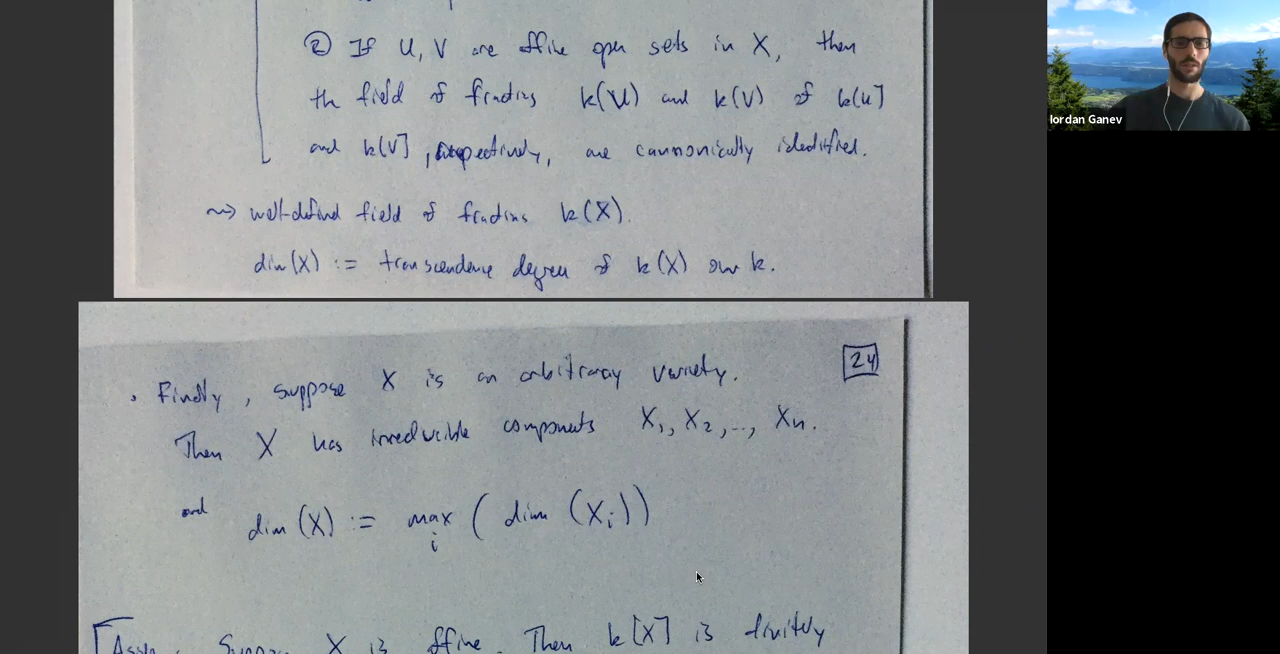 ② If U, V are affine open sets in X, then
the field of fractions k(U) and k(V) of k[U]
and k[V], respectively, are cannonically identified.
⇝ well-defined field of fractions k(X).
dim(X) := transcendence degree of k(X) over k.
24
• Finally, suppose X is an arbitrary variety.
Then X has irreducible components X₁, X₂, .., Xn.
and dim(X) := max ( dim (Xi))
i
Suppose X is affine. Then k[X] is finitely
Iordan Ganev